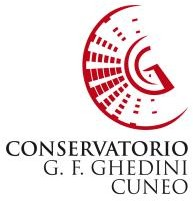 CONSERVATORIO
G. F. GHEDINI
CUNEO